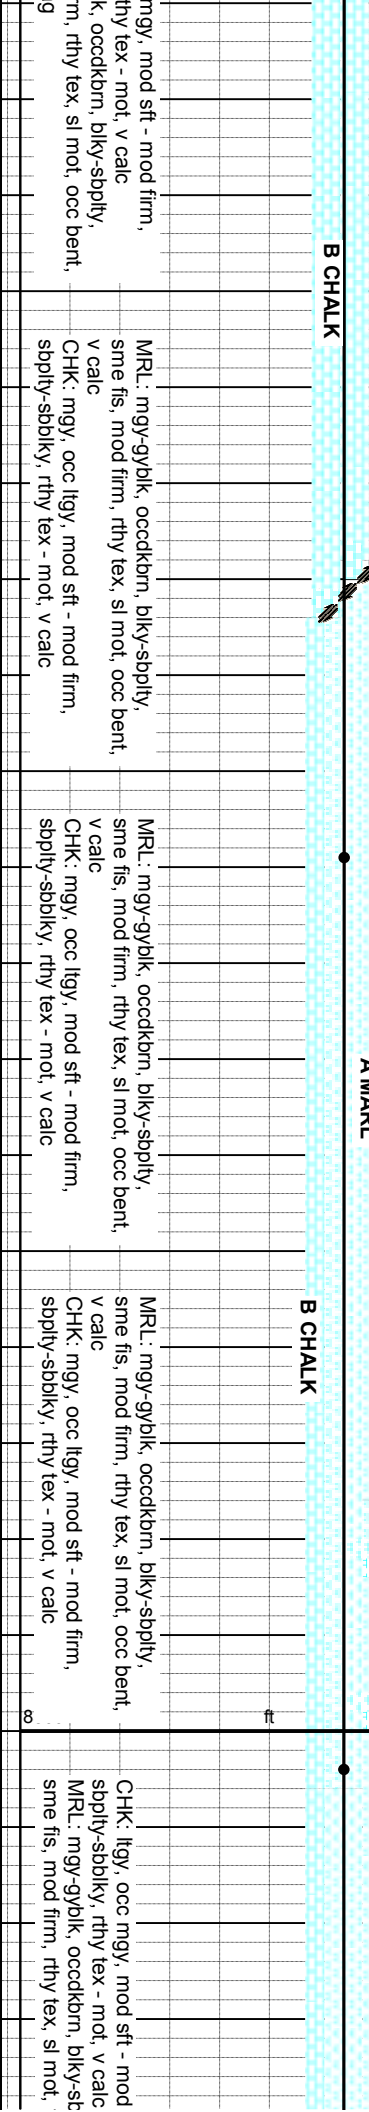 mgy, mod sft - mod firm,
thy tex - mot, v calc
k, occdkbrn, blky-sbplty,
rm, rthy tex, sl mot, occ bent,
B CHALK
MRL: mgy-gyblk, occdkbrn, blky-sbplty,
sme fis, mod firm, rthy tex, sl mot, occ bent,
v calc
CHK: mgy, occ ltgy, mod sft - mod firm,
sbplty-sbblky, rthy tex - mot, v calc
MRL: mgy-gyblk, occdkbrn, blky-sbplty,
sme fis, mod firm, rthy tex, sl mot, occ bent,
v calc
CHK: mgy, occ ltgy, mod sft - mod firm,
sbplty-sbblky, rthy tex - mot, v calc
A MARL
B CHALK
MRL: mgy-gyblk, occdkbrn, blky-sbplty,
sme fis, mod firm, rthy tex, sl mot, occ bent,
v calc
CHK: mgy, occ ltgy, mod sft - mod firm,
sbplty-sbblky, rthy tex - mot, v calc
ft
8
CHK: ltgy, occ mgy, mod sft - mod
sbplty-sbblky, rthy tex - mot, v calc
MRL: mgy-gyblk, occdkbrn, blky-sb
sme fis, mod firm, rthy tex, sl mot,